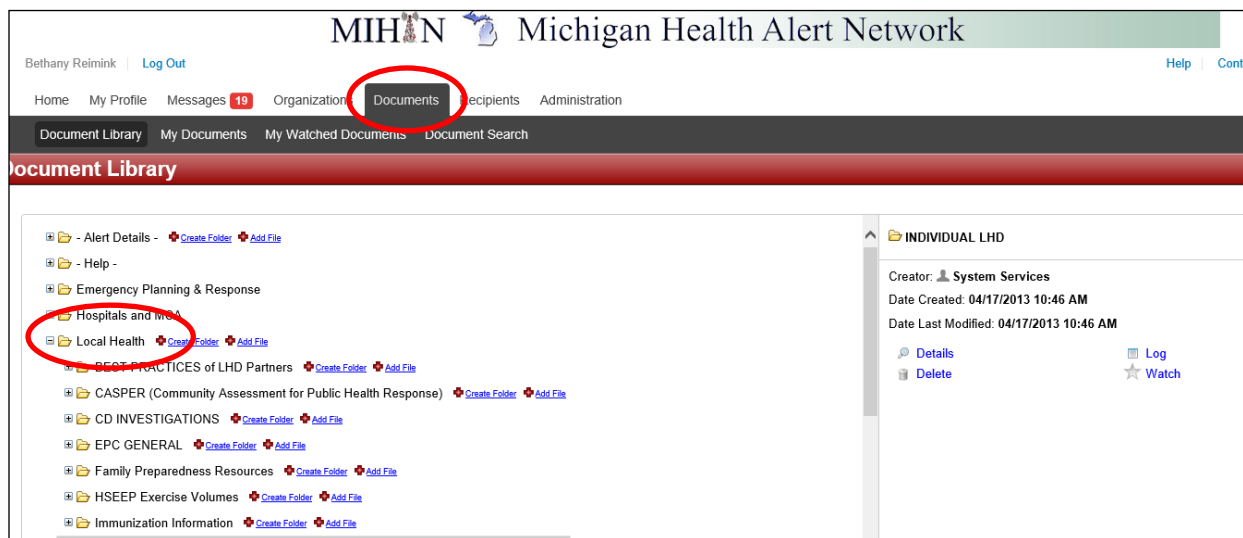 MIHAN Michigan Health Alert Network
Bethany Reimink | Log Out
Help | Cont
Home My Profile Messages 19 Organizations Documents Recipients Administration
Document Library My Documents My Watched Documents Document Search
Document Library
- Alert Details - Create Folder Add File
- Help -
Emergency Planning & Response
Hospitals and MCA
Local Health Create Folder Add File
BEST PRACTICES of LHD Partners Create Folder Add File
CASPER (Community Assessment for Public Health Response) Create Folder Add File
CD INVESTIGATIONS Create Folder Add File
EPC GENERAL Create Folder Add File
Family Preparedness Resources Create Folder Add File
HSEEP Exercise Volumes Create Folder Add File
Immunization Information Create Folder Add File
INDIVIDUAL LHD
Creator: System Services
Date Created: 04/17/2013 10:46 AM
Date Last Modified: 04/17/2013 10:46 AM
Details Log
Delete Watch